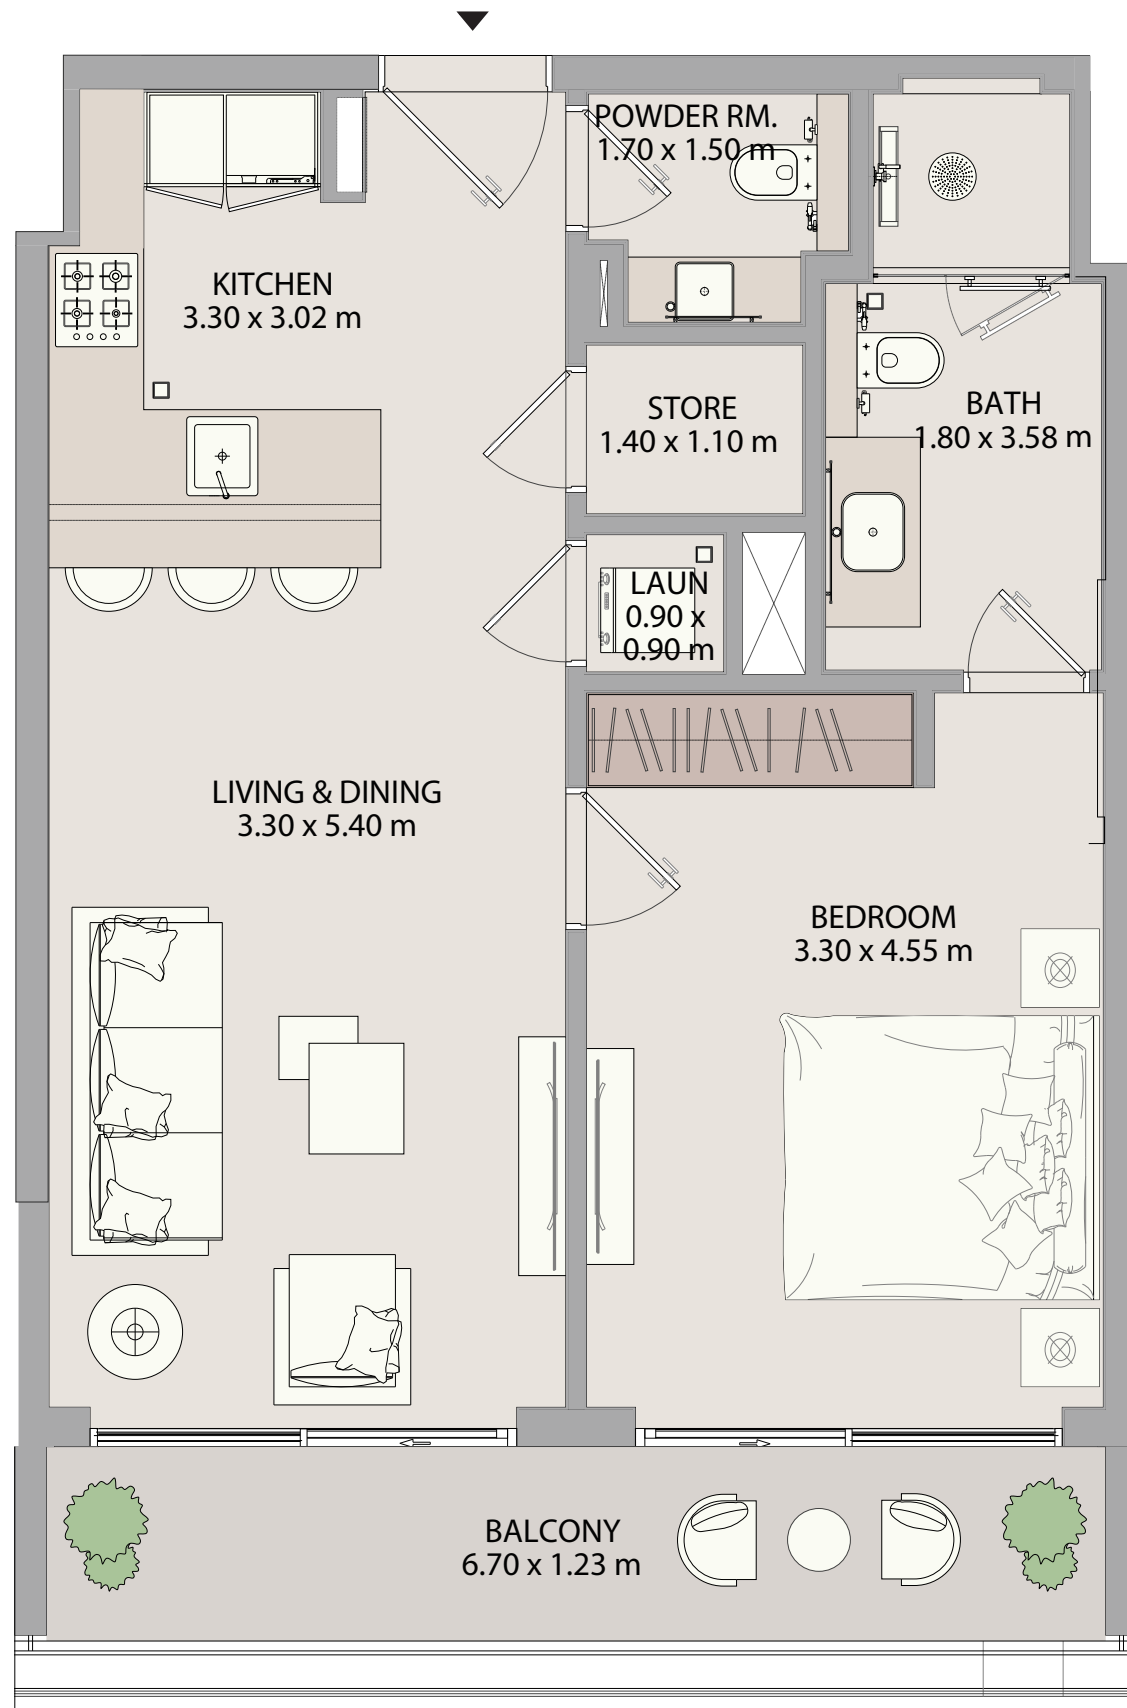 POWDER RM.
1.70 x 1.50 m
KITCHEN
3.30 x 3.02 m
STORE
1.40 x 1.10 m
BATH
1.80 x 3.58 m
LAUN
0.90 x
0.90 m
LIVING & DINING
3.30 x 5.40 m
BEDROOM
3.30 x 4.55 m
BALCONY
6.70 x 1.23 m